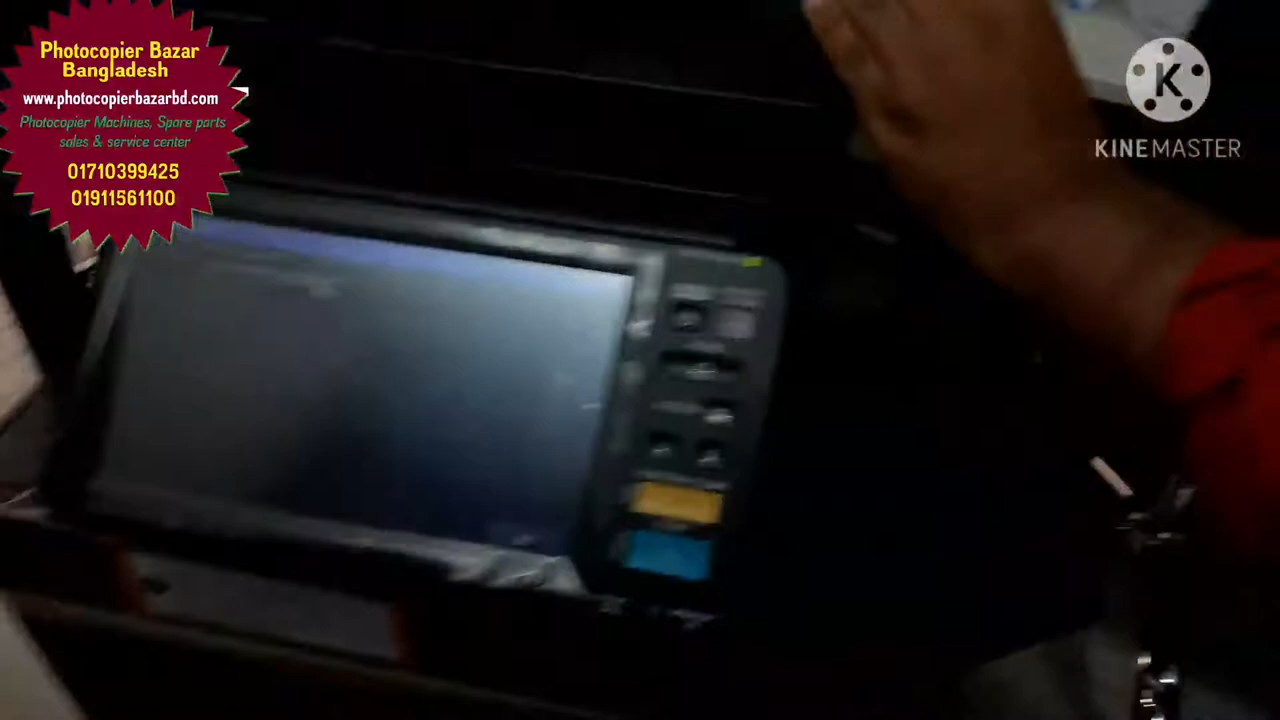 Photocopier Bazar
Bangladesh
www.photocopierbazarbd.com
Photocopier Machines, Spare parts
sales & service center
01710399425
01911561100
K
KINEMASTER